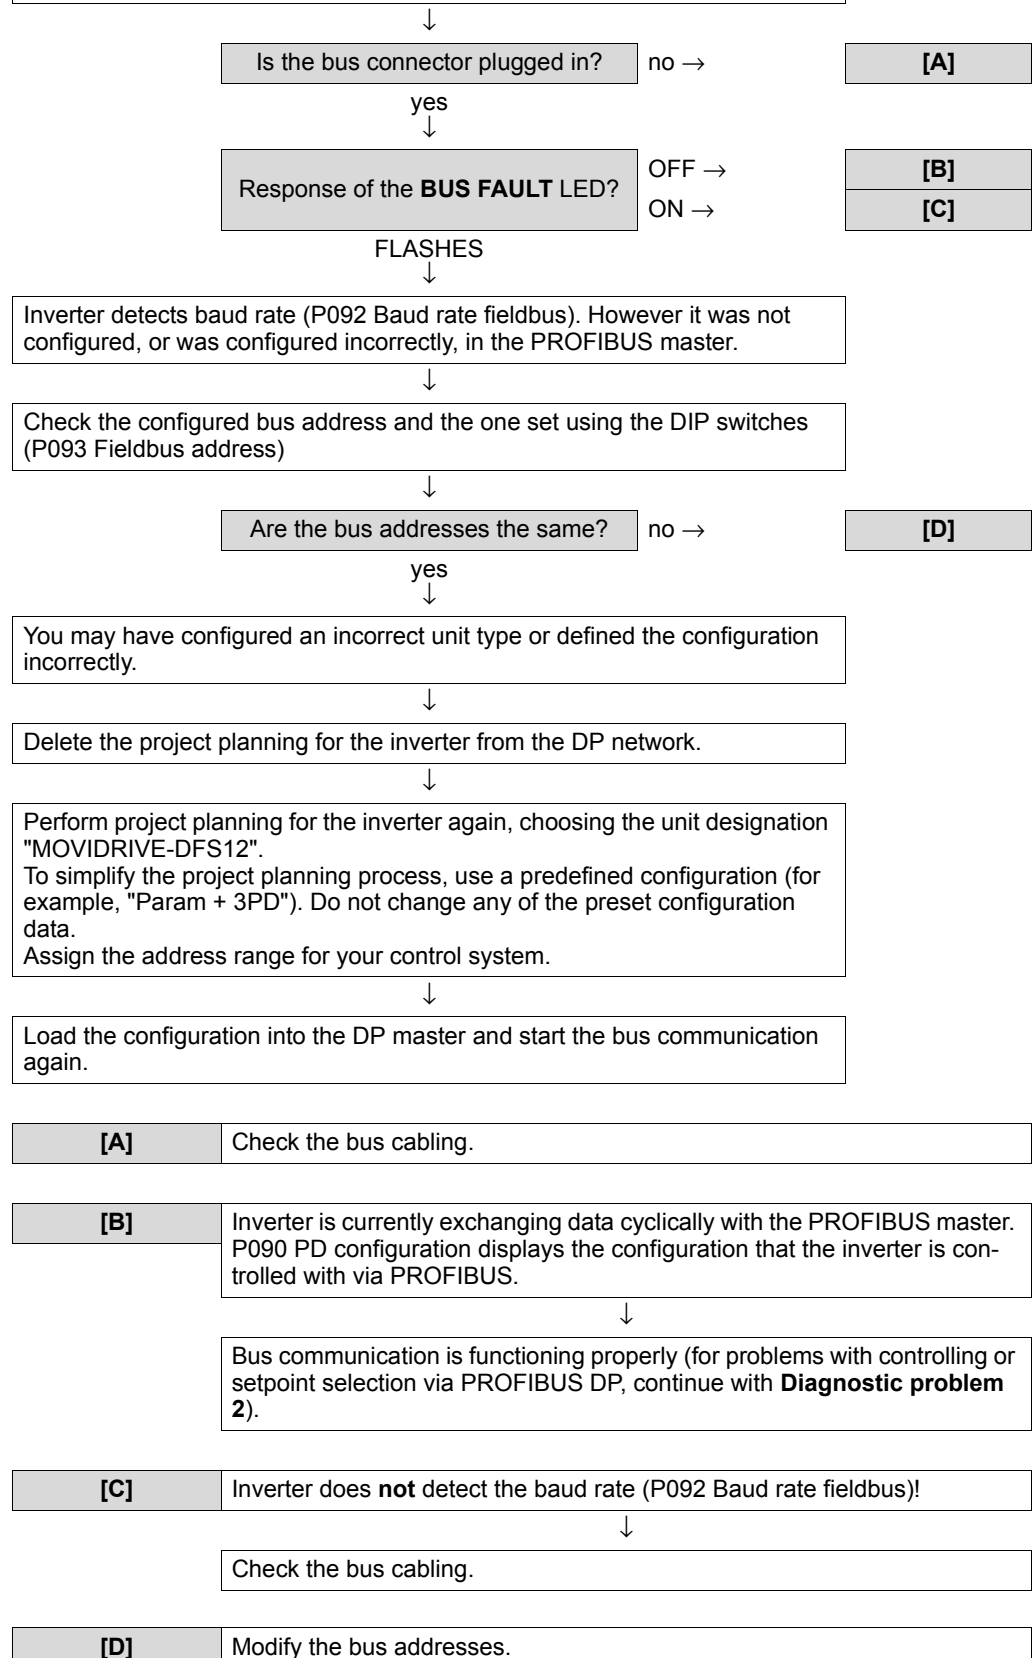 ↓
Is the bus connector plugged in? no → [A]
yes
↓
Response of the BUS FAULT LED?
OFF → [B]
ON → [C]
FLASHES
↓
Inverter detects baud rate (P092 Baud rate fieldbus). However it was not
configured, or was configured incorrectly, in the PROFIBUS master.
↓
Check the configured bus address and the one set using the DIP switches
(P093 Fieldbus address)
↓
Are the bus addresses the same? no → [D]
yes
↓
You may have configured an incorrect unit type or defined the configuration
incorrectly.
↓
Delete the project planning for the inverter from the DP network.
↓
Perform project planning for the inverter again, choosing the unit designation
"MOVIDRIVE-DFS12".
To simplify the project planning process, use a predefined configuration (for
example, "Param + 3PD"). Do not change any of the preset configuration
data.
Assign the address range for your control system.
↓
Load the configuration into the DP master and start the bus communication
again.
[A] Check the bus cabling.
[B] Inverter is currently exchanging data cyclically with the PROFIBUS master.
P090 PD configuration displays the configuration that the inverter is con-
trolled with via PROFIBUS.
↓
Bus communication is functioning properly (for problems with controlling or
setpoint selection via PROFIBUS DP, continue with Diagnostic problem
2).
[C] Inverter does not detect the baud rate (P092 Baud rate fieldbus)!
↓
Check the bus cabling.
[D] Modify the bus addresses.